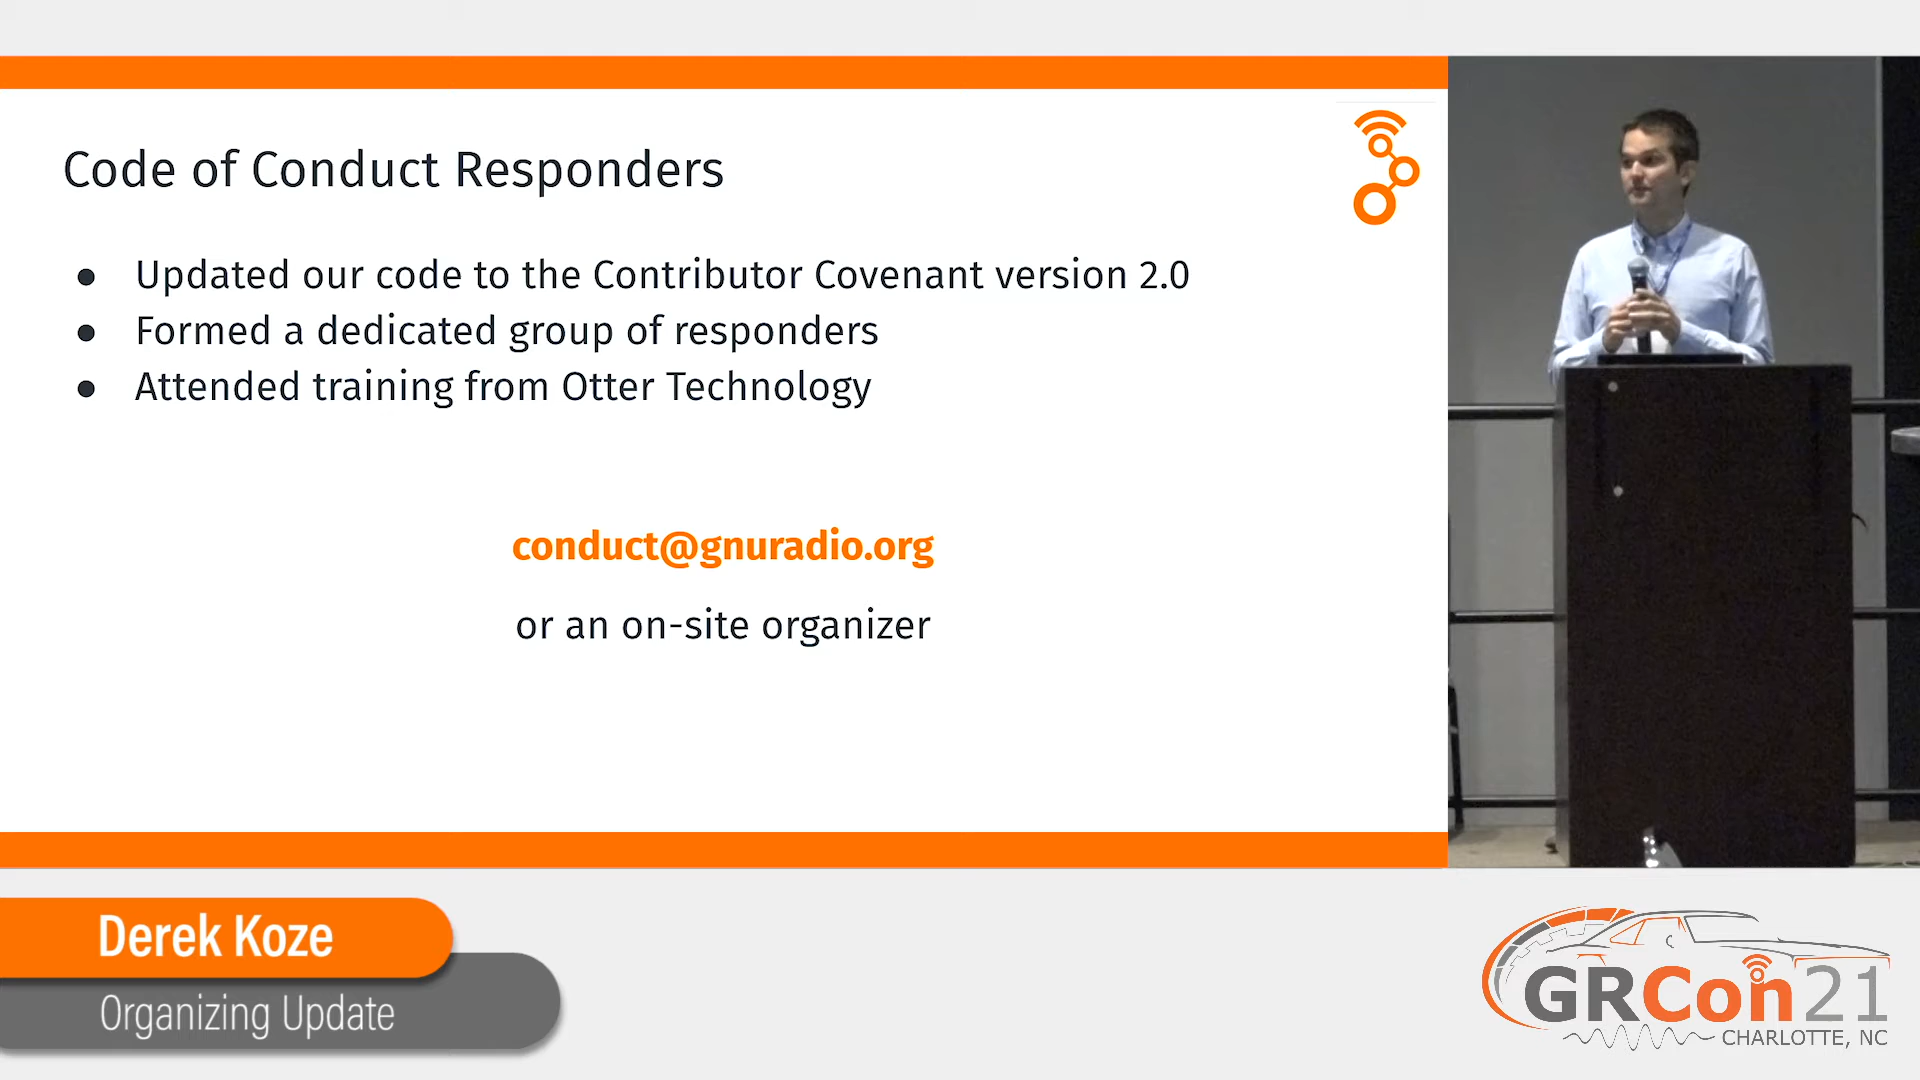 Code of Conduct Responders
● Updated our code to the Contributor Covenant version 2.0
● Formed a dedicated group of responders
● Attended training from Otter Technology
conduct@gnuradio.org
or an on-site organizer
Derek Koze
Organizing Update
GRCon21
CHARLOTTE, NC